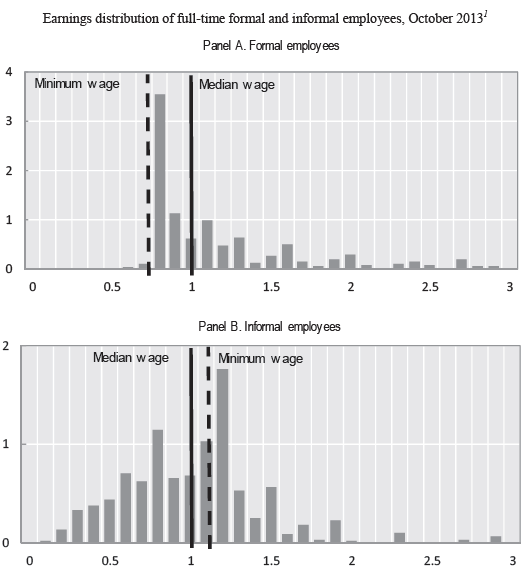 Earnings distribution of full-time formal and informal employees, October 2013¹
Panel A. Formal employees
Minimum wage Median wage
4
3
2
1
0
0 0.5 1 1.5 2 2.5 3
Panel B. Informal employees
Median wage Minimum wage
2
1
0
0 0.5 1 1.5 2 2.5 3